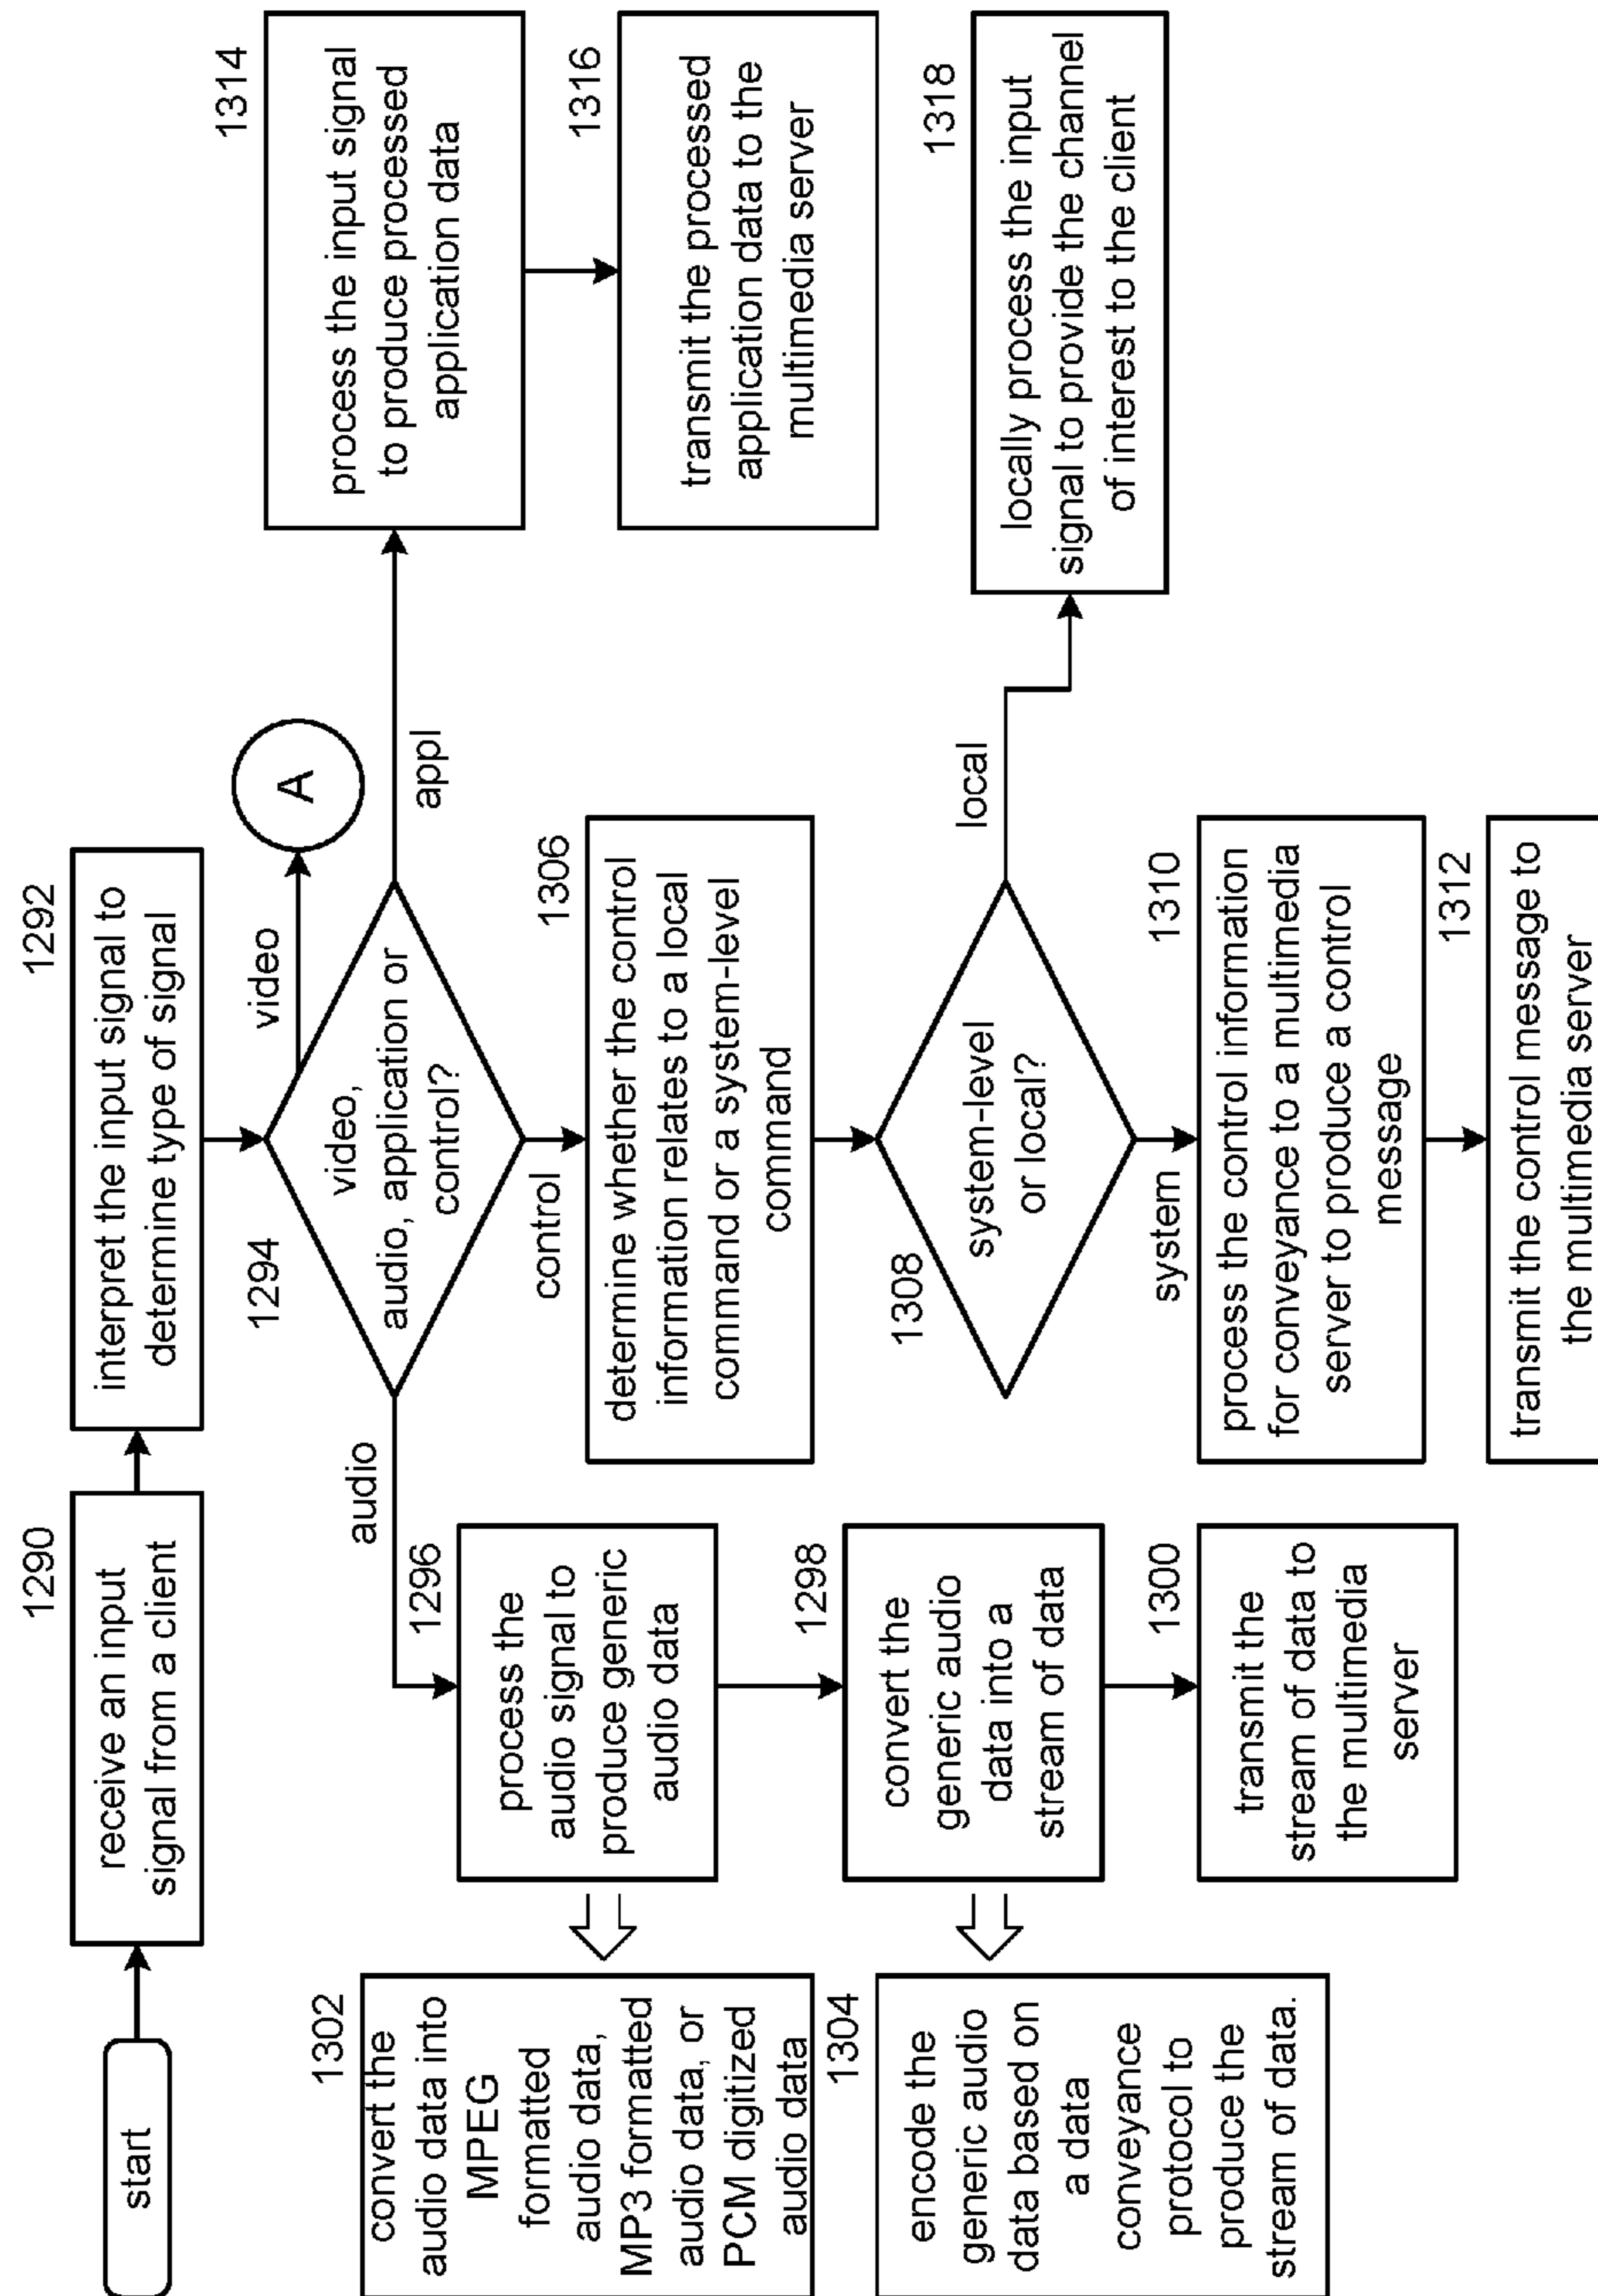 start
1290
receive an input
signal from a client
1292
interpret the input signal to
determine type of signal
1294
video,
audio, application or
control?
video
A
audio
control
appl
1296
process the
audio signal to
produce generic
audio data
1298
convert the
generic audio
data into a
stream of data
1300
transmit the
stream of data to
the multimedia
server
1302
convert the
audio data into
MPEG
formatted
audio data,
MP3 formatted
audio data, or
PCM digitized
audio data
1304
encode the
generic audio
data based on
a data
conveyance
protocol to
produce the
stream of data.
1306
determine whether the control
information relates to a local
command or a system-level
command
1308
system-level
or local?
system
local
1310
process the control information
for conveyance to a multimedia
server to produce a control
message
1312
transmit the control message to
the multimedia server
1314
process the input signal
to produce processed
application data
1316
transmit the processed
application data to the
multimedia server
1318
locally process the input
signal to provide the channel
of interest to the client